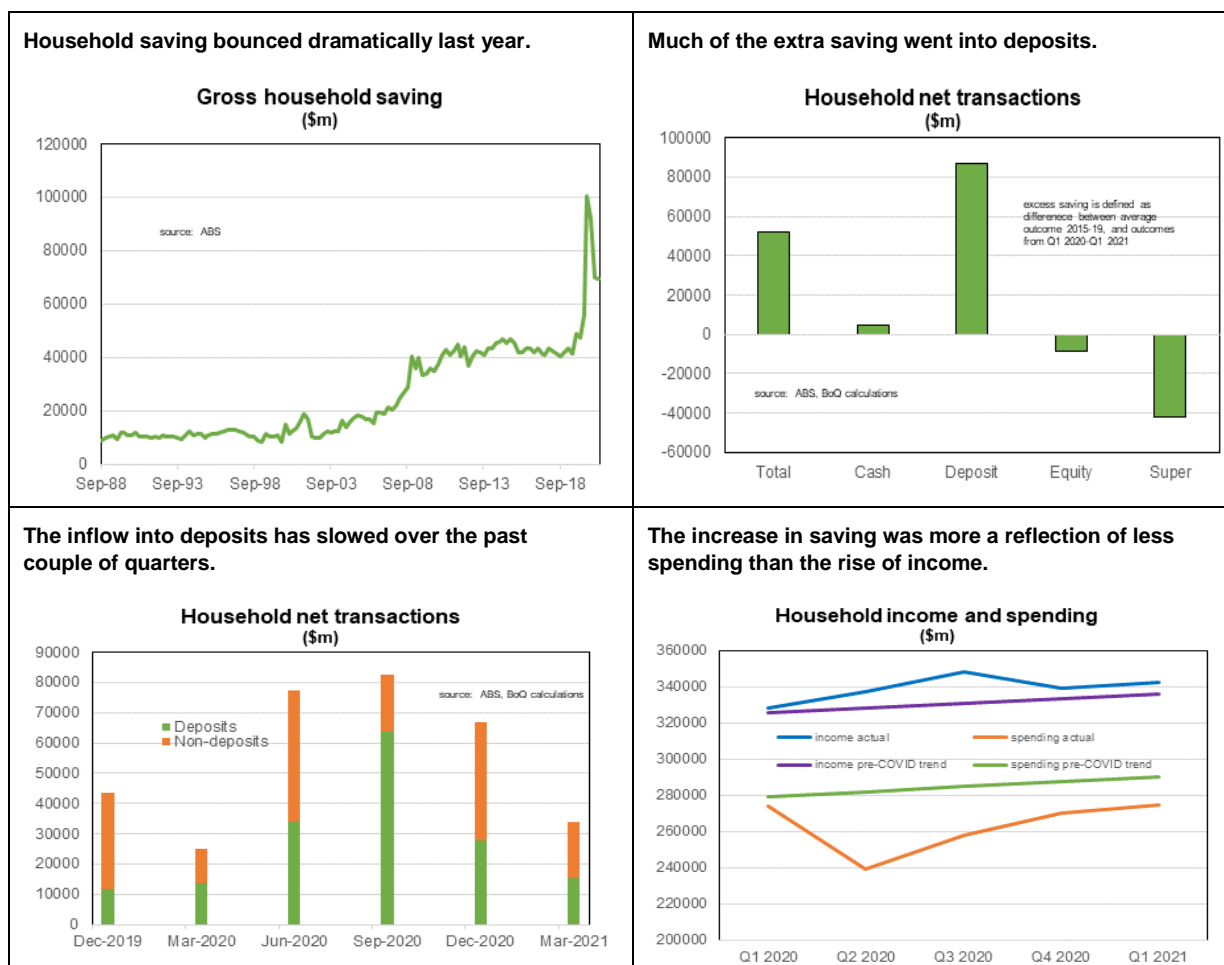 Household saving bounced dramatically last year.
Gross household saving
($m)
120000
100000
80000
60000
40000
20000
0
source: ABS
Sep-88 Sep-93 Sep-98 Sep-03 Sep-08 Sep-13 Sep-18
Much of the extra saving went into deposits.
Household net transactions
($m)
100000
80000
60000
40000
20000
0
-20000
-40000
-60000
excess saving is defined as
differenece between average
outcome 2015-19, and outcomes
from Q1 2020-Q1 2021
source: ABS, BoQ calculations
Total Cash Deposit Equity Super
The inflow into deposits has slowed over the past
couple of quarters.
Household net transactions
($m)
90000
80000
70000
60000
50000
40000
30000
20000
10000
0
source: ABS, BoQ calculations
Deposits
Non-deposits
Dec-2019 Mar-2020 Jun-2020 Sep-2020 Dec-2020 Mar-2021
The increase in saving was more a reflection of less
spending than the rise of income.
Household income and spending
($m)
360000
340000
320000
300000
280000
260000
240000
220000
200000
income actual spending actual
income pre-COVID trend spending pre-COVID trend
Q1 2020 Q2 2020 Q3 2020 Q4 2020 Q1 2021